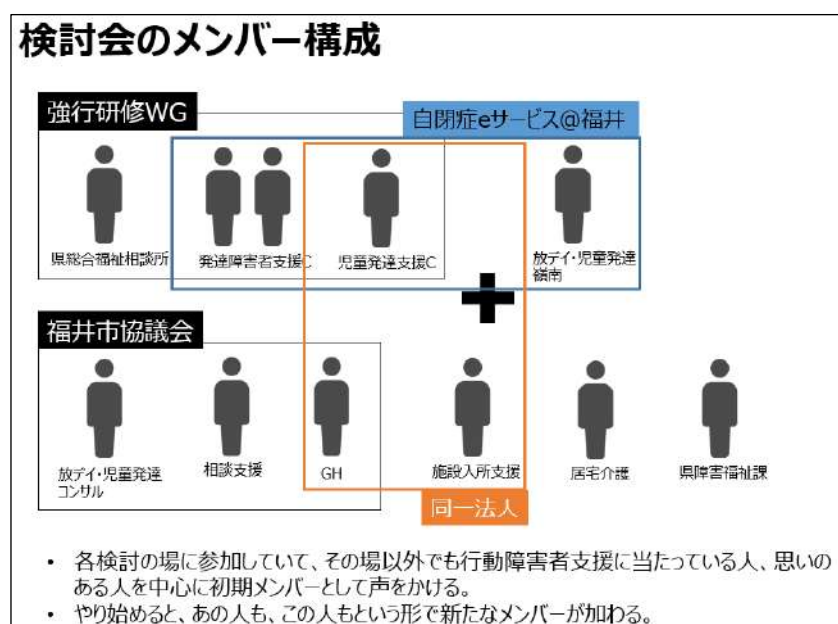 検討会のメンバー構成
強行研修WG
自閉症eサービス@福井
県総合福祉相談所
発達障害者支援C
児童発達支援C
放デイ・児童発達
嶺南
福井市協議会
放デイ・児童発達
コンサル
相談支援
GH
施設入所支援
居宅介護
県障害福祉課
同一法人
• 各検討の場に参加していて、その場以外でも行動障害者支援に当たっている人、思いの
ある人を中心に初期メンバーとして声をかける。
• やり始めると、あの人も、この人もという形で新たなメンバーが加わる。